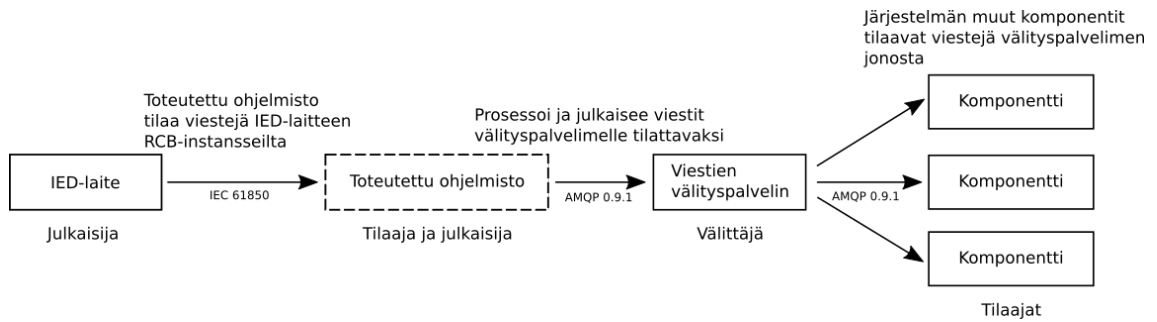 Järjestelmän muut komponentit
tilaavat viestejä välityspalvelimen
jonosta
Toteutettu ohjelmisto
tilaa viestejä IED-laitteen
RCB-instansseilta
Prosessoi ja julkaisee viestit
välityspalvelimelle tilattavaksi
IED-laite
IEC 61850
Toteutettu ohjelmisto
AMQP 0.9.1
Viestien
välityspalvelin
AMQP 0.9.1
Komponentti
Komponentti
Komponentti
Julkaisija
Tilaaja ja julkaisija
Välittäjä
Tilaajat